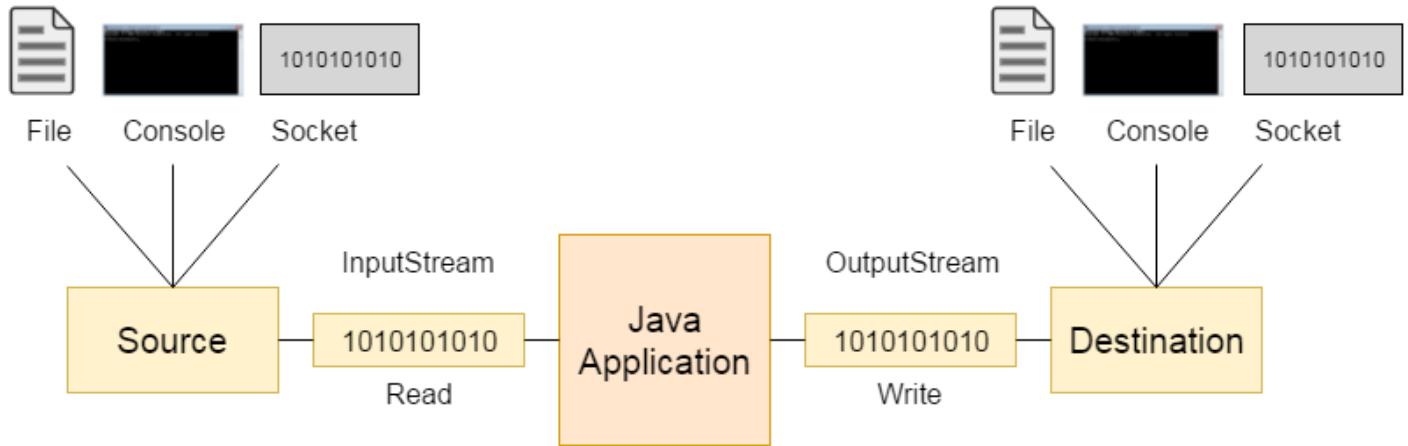 1010101010
1010101010
File Console Socket
File Console Socket
InputStream
OutputStream
Source
1010101010
Java
Application
1010101010
Destination
Read
Write